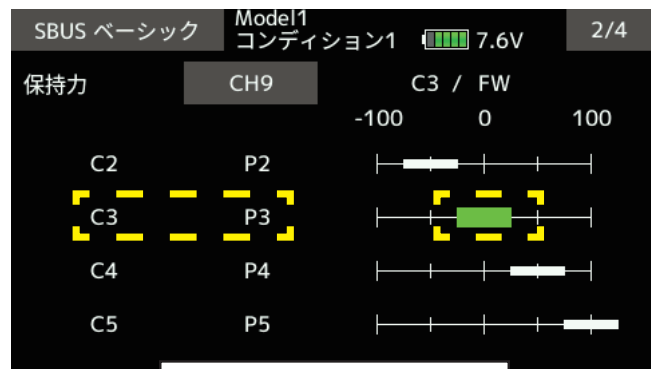 SBUS ベーシック
Model1
コンディション1 7.6V
2/4
保持力 CH9 C3 / FW
-100 0 100
C2 P2
C3 P3
C4 P4
C5 P5